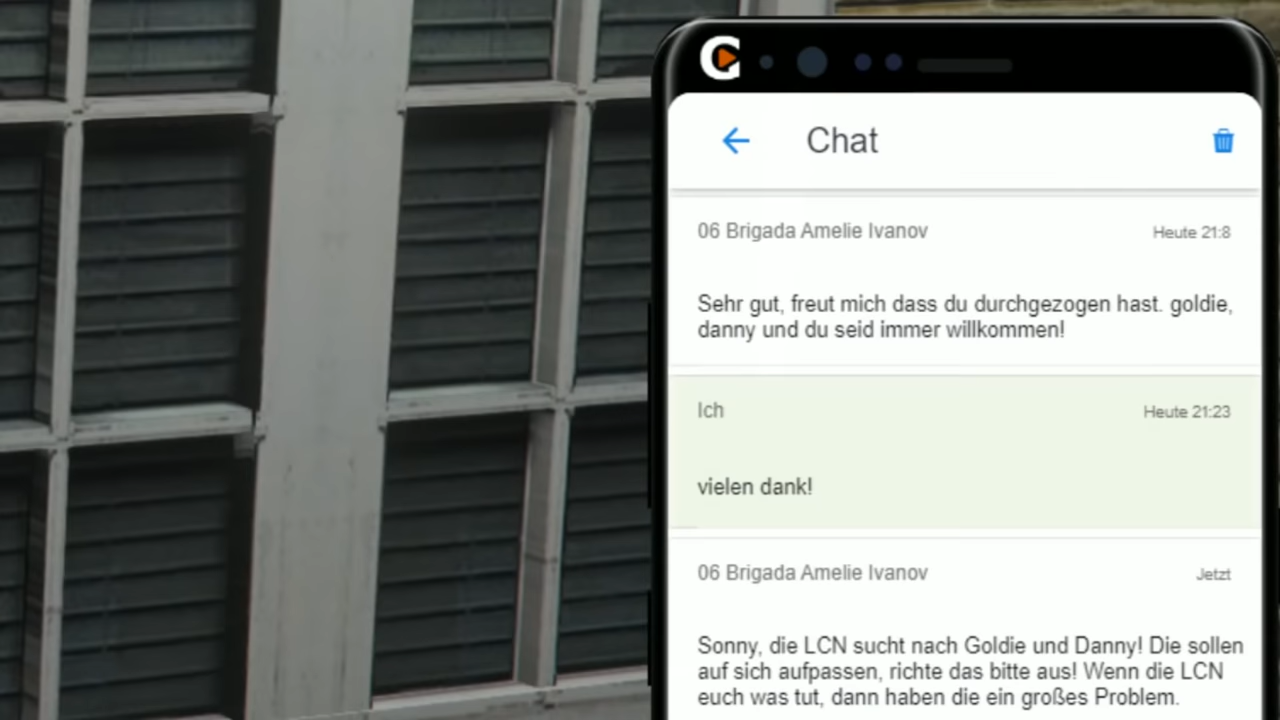 Chat
06 Brigada Amelie Ivanov
Heute 21:8
Sehr gut, freut mich dass du durchgezogen hast. goldie,
danny und du seid immer willkommen!
Ich
Heute 21:23
vielen dank!
06 Brigada Amelie Ivanov
Jetzt
Sonny, die LCN sucht nach Goldie und Danny! Die sollen
auf sich aufpassen, richte das bitte aus! Wenn die LCN
euch was tut, dann haben die ein großes Problem.